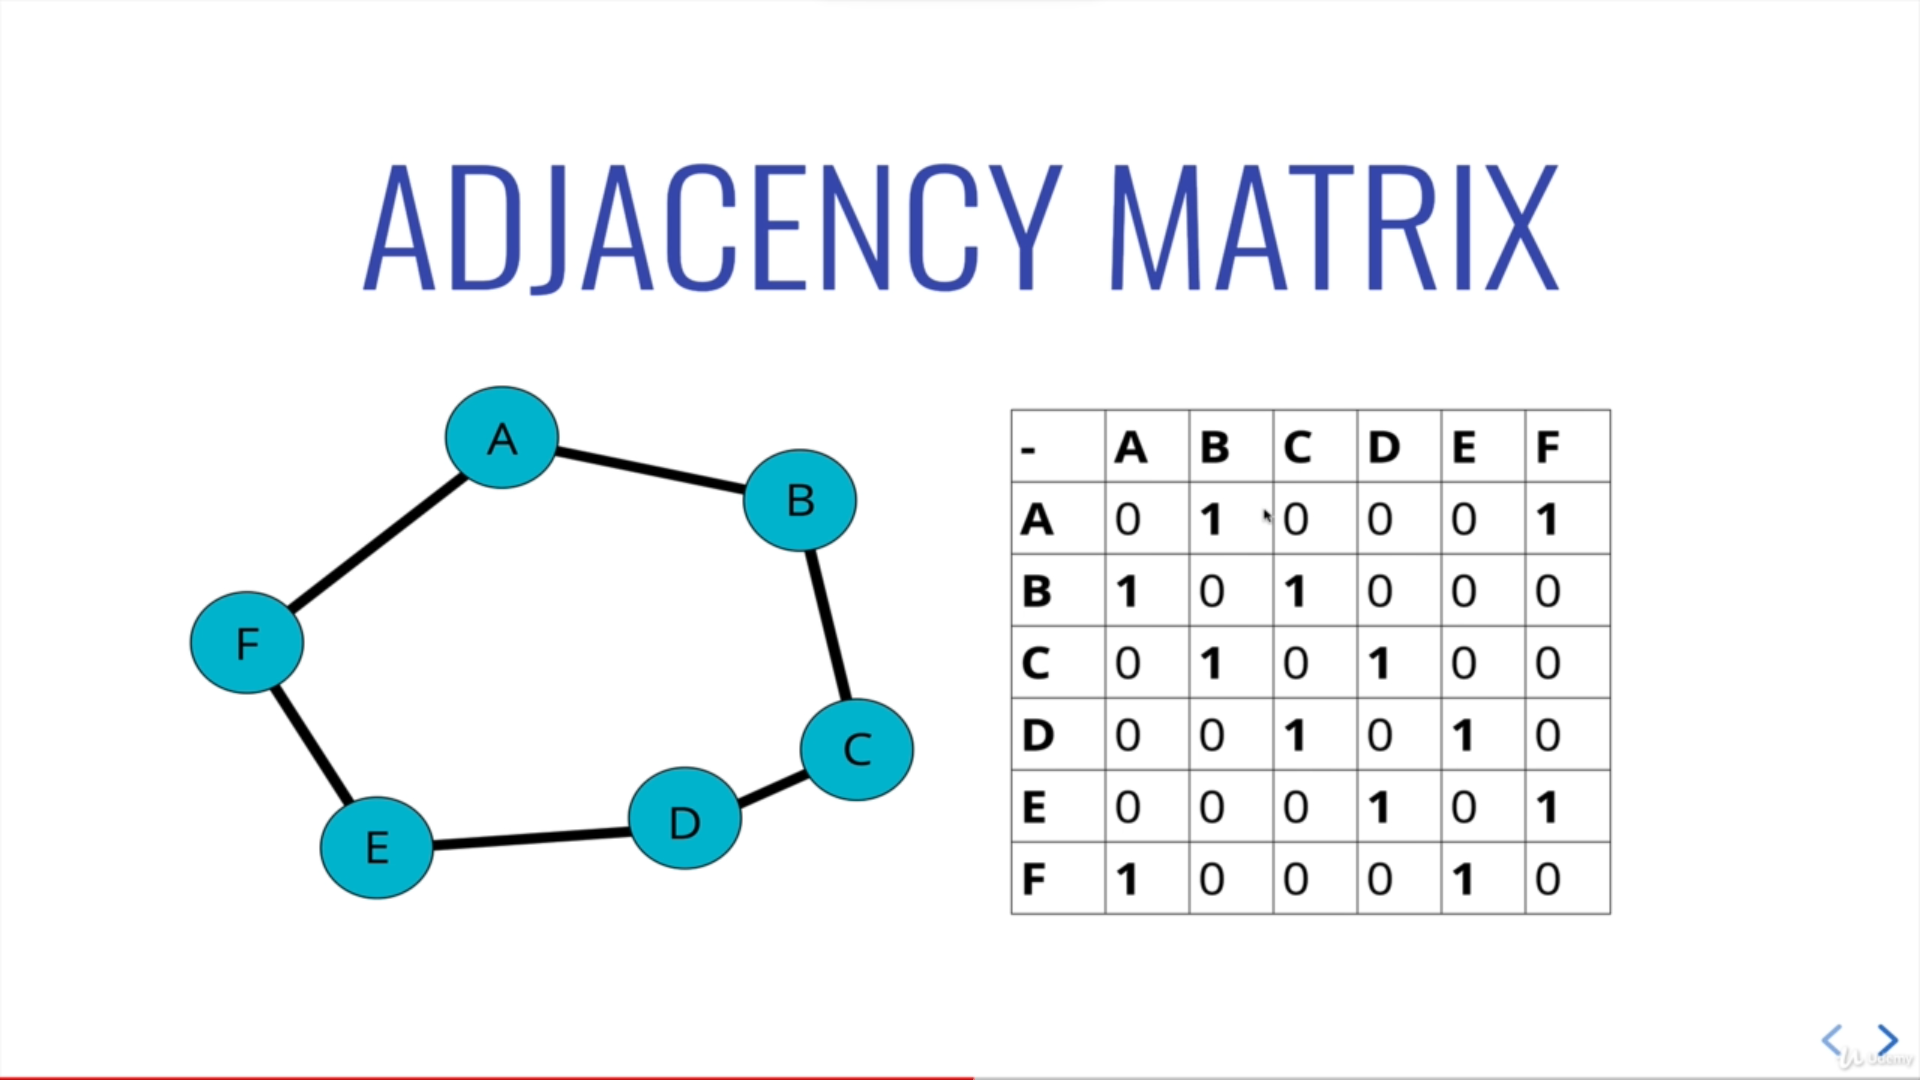 ADJACENCY MATRIX
A
B
F
C
D
E
- A B C D E F
A 0 1 0 0 0 1
B 1 0 1 0 0 0
C 0 1 0 1 0 0
D 0 0 1 0 1 0
E 0 0 0 1 0 1
F 1 0 0 0 1 0
Udemy